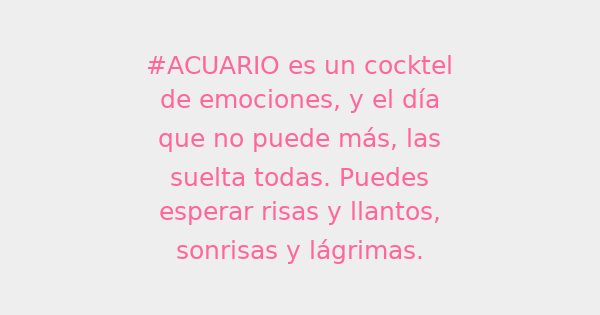 #ACUARIO es un cocktel
de emociones, y el día
que no puede más, las
suelta todas. Puedes
esperar risas y llantos,
sonrisas y lágrimas.